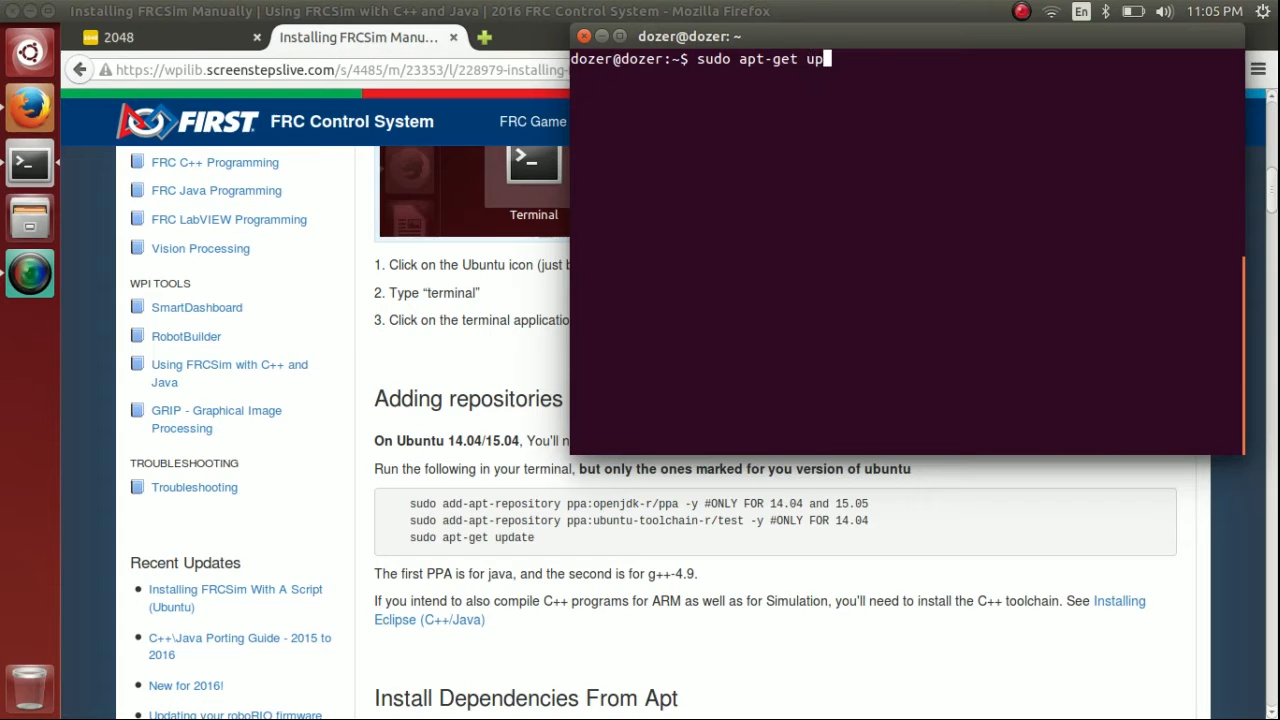 Installing FRCSim Manually | Using FRCSim with C++ and Java | 2016 FRC Control System - Mozilla Firefox
En
11:05 PM
2048
Installing FRCSim Manu...
dozer@dozer: ~
https://wpilib.screenstepslive.com/s/4485/m/23353/l/228979-installing-
dozer@dozer:~$ sudo apt-get up
FIRST
FRC Control System
FRC Game
FRC C++ Programming
FRC Java Programming
FRC LabVIEW Programming
Vision Processing
WPI TOOLS
SmartDashboard
RobotBuilder
Using FRCSim with C++ and
Java
GRIP - Graphical Image
Processing
TROUBLESHOOTING
Troubleshooting
Recent Updates
Installing FRCSim With A Script
(Ubuntu)
C++\Java Porting Guide - 2015 to
2016
New for 2016!
Updating your roboRIO firmware
Terminal
1. Click on the Ubuntu icon (just
2. Type “terminal”
3. Click on the terminal applicatio
Adding repositories
On Ubuntu 14.04/15.04, You’ll
Run the following in your terminal, but only the ones marked for you version of ubuntu
sudo add-apt-repository ppa:openjdk-r/ppa -y #ONLY FOR 14.04 and 15.05
sudo add-apt-repository ppa:ubuntu-toolchain-r/test -y #ONLY FOR 14.04
sudo apt-get update
The first PPA is for java, and the second is for g++-4.9.
If you intend to also compile C++ programs for ARM as well as for Simulation, you’ll need to install the C++ toolchain. See Installing
Eclipse (C++/Java)
Install Dependencies From Apt